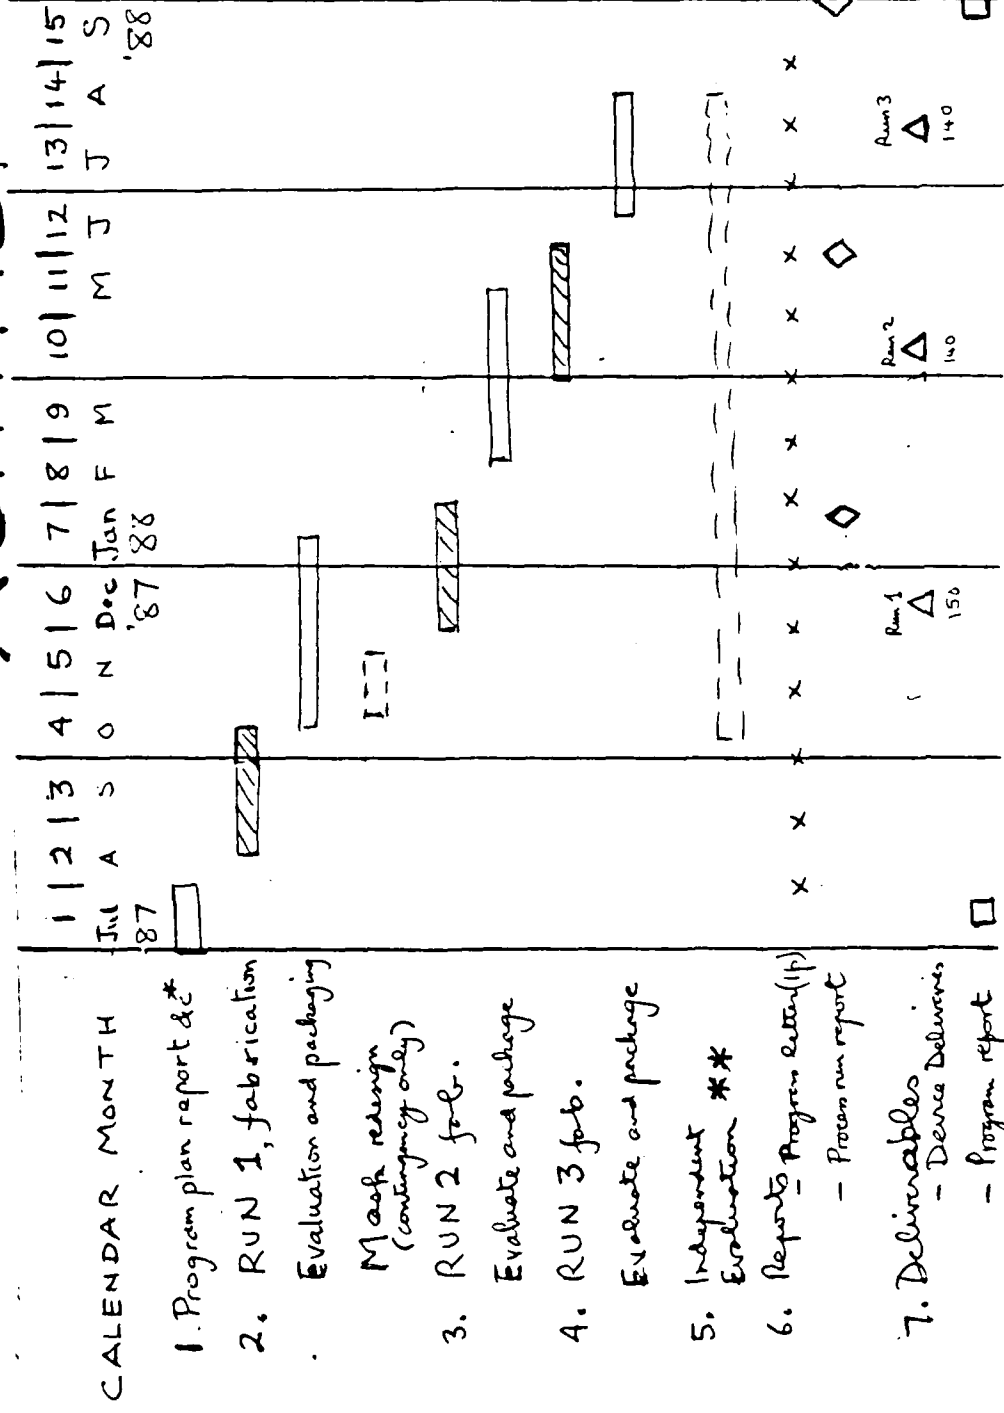 1 | 2 | 3 4 | 5 | 6 7 | 8 | 9 10 | 11 | 12 13 | 14 | 15
CALENDAR MONTH Jul A S O N Dec Jan F M M J J A S
87 '87 88 '88
1. Program plan report &c*
2. RUN 1, fabrication
Evaluation and packaging
Mask redesign
(contingency only)
3. RUN 2 fab.
Evaluate and package
4. RUN 3 fab.
Evaluate and package
5. Independent
Evaluation **
6. Reports - Progress letter (1p) x x x x x x x x x x x x x x
- Process run report
7. Deliverables
Run 1 Run 2 Run 3
- Device Deliveries
150 140 140
- Program report